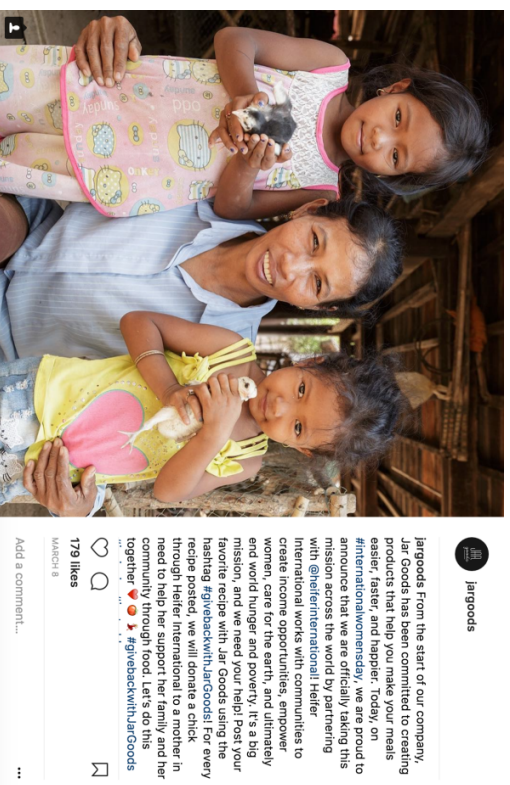 jargoods
jargoods From the start of our company,
Jar Goods has been committed to creating
products that help you make your meals
easier, faster, and happier. Today, on
#internationalwomensday, we are proud to
announce that we are officially taking this
mission across the world by partnering
with @heiferinternational! Heifer
International works with communities to
create income opportunities, empower
women, care for the earth, and ultimately
end world hunger and poverty. It's a big
mission, and we need your help! Post your
favorite recipe with Jar Goods using the
hashtag #givebackwithJarGoods! For every
recipe posted, we will donate a chick
through Heifer International to a mother in
need to help her support her family and her
community through food. Let's do this
together ❤️🍅💃 #givebackwithJarGoods
179 likes
MARCH 8
Add a comment...